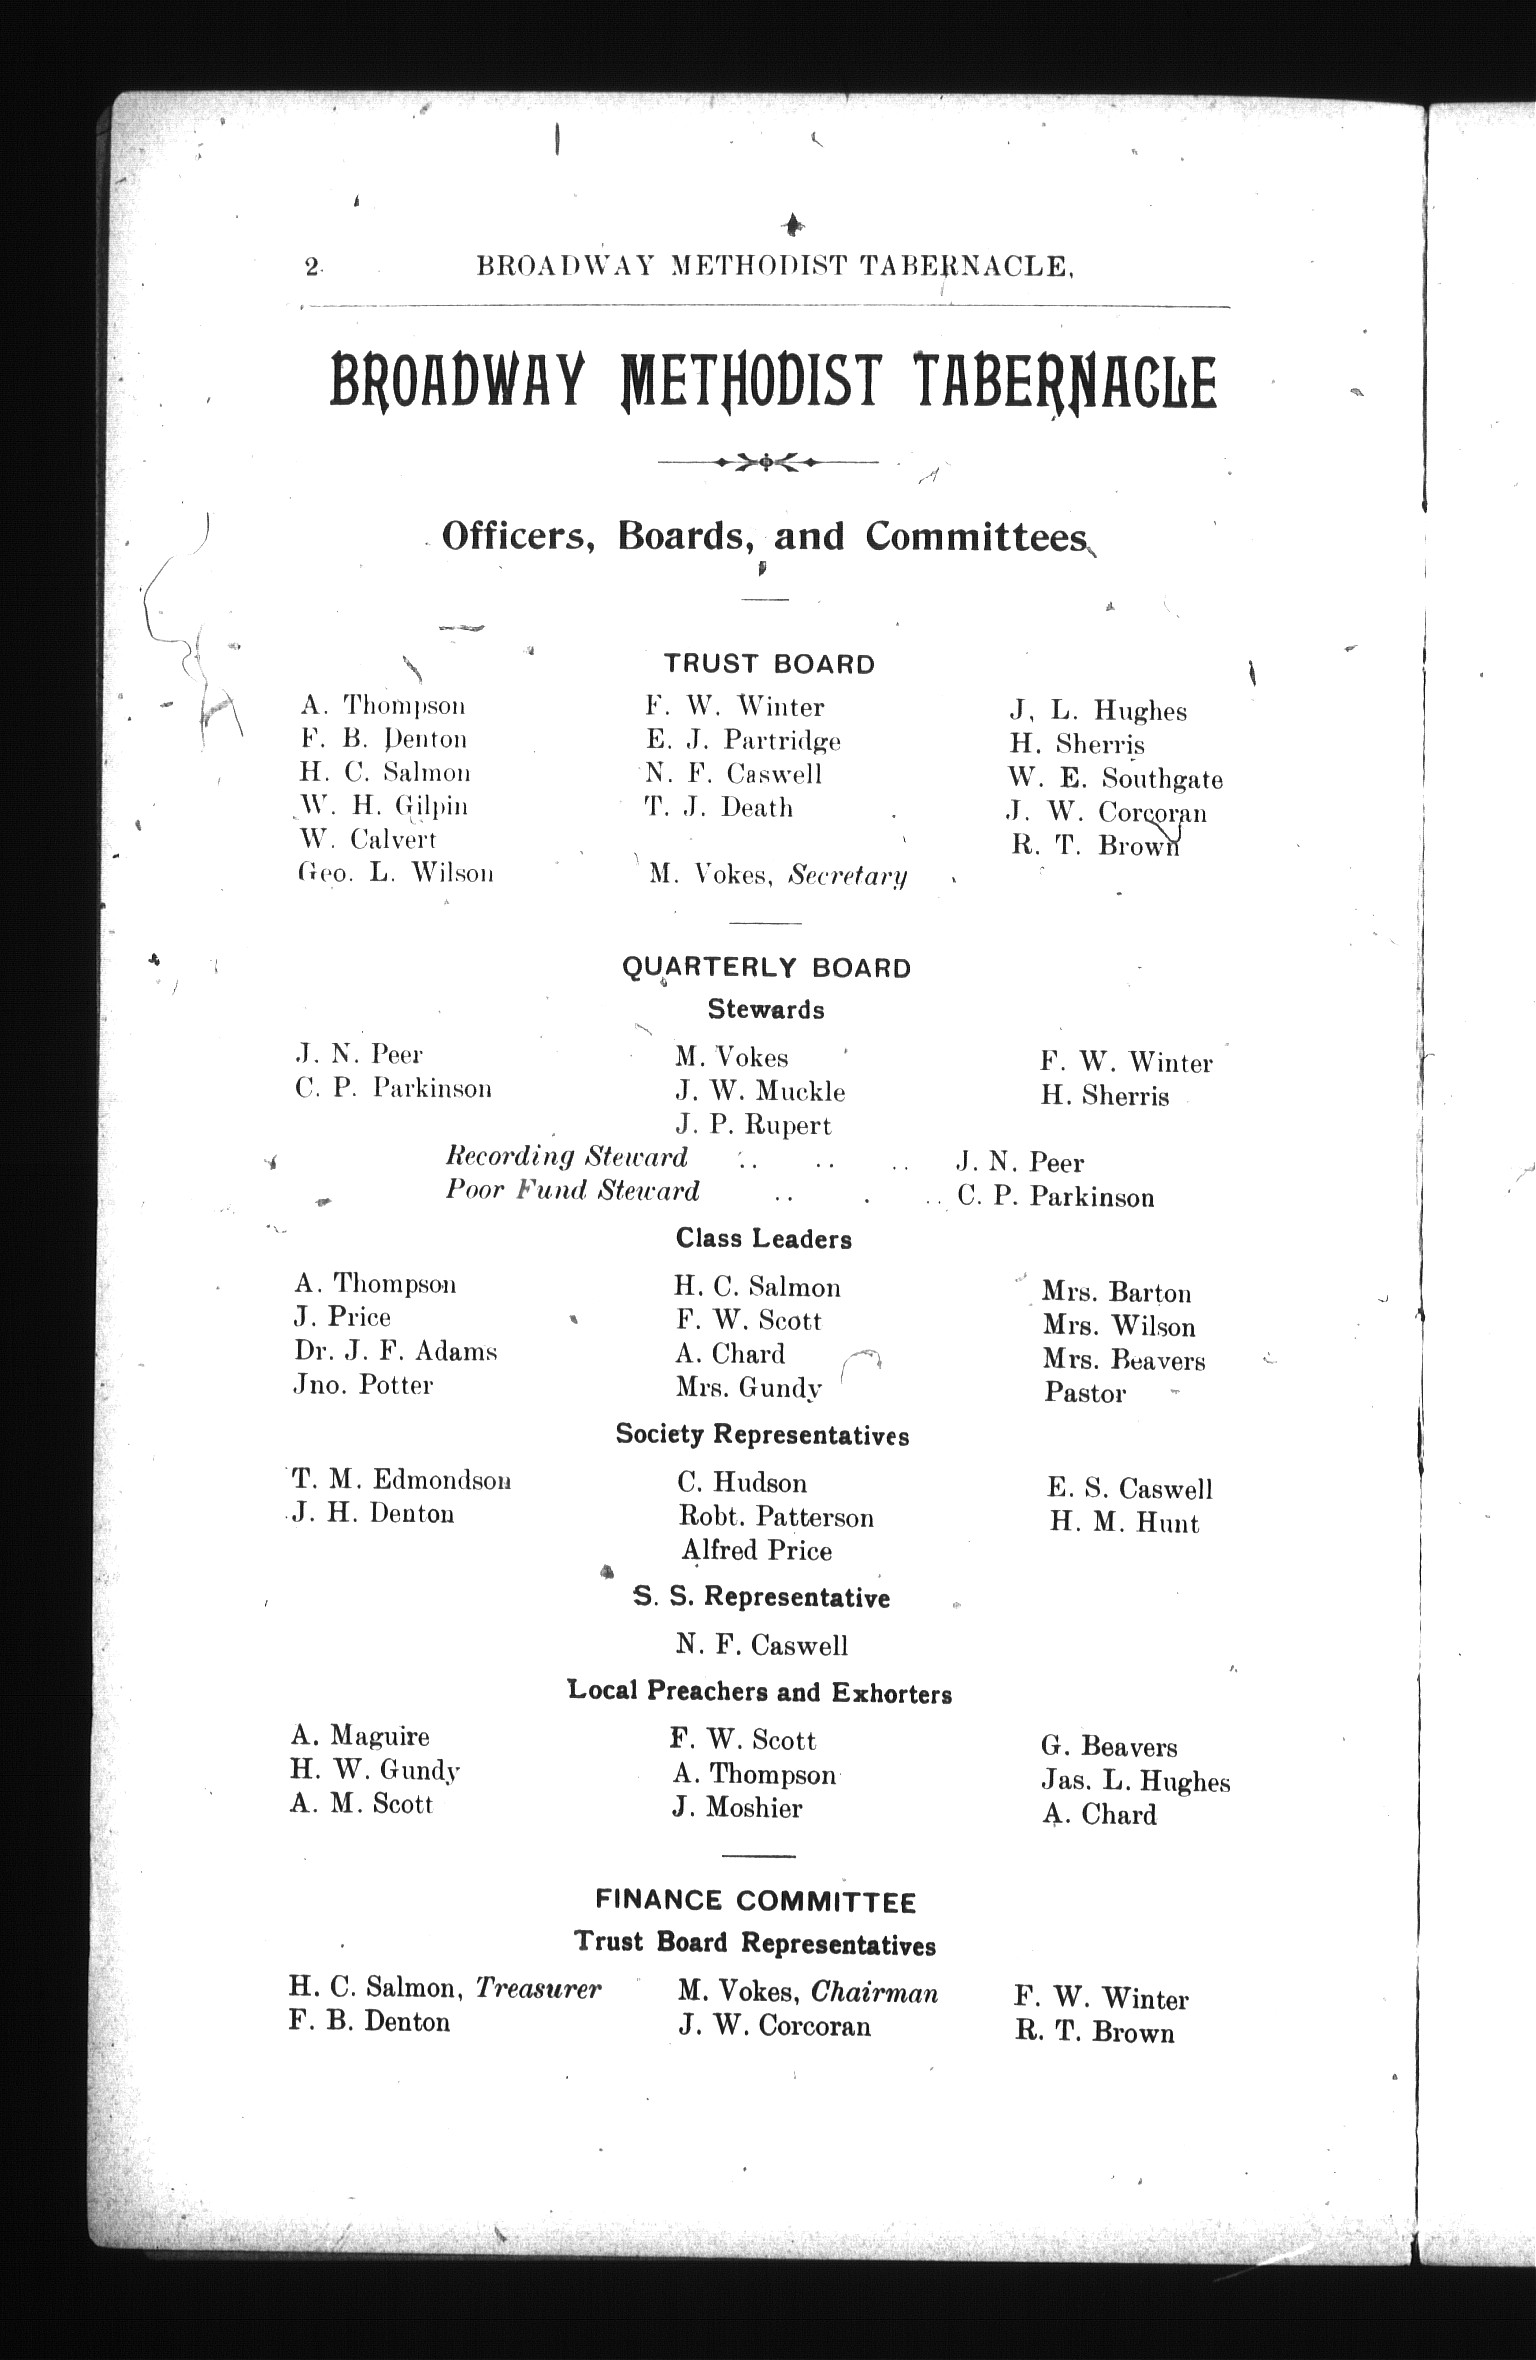 2 BROADWAY METHODIST TABERNACLE,
BROADWAY METHODIST TABERNACLE
Officers, Boards, and Committees
TRUST BOARD
A. Thompson F. W. Winter J, L. Hughes
F. B. Denton E. J. Partridge H. Sherris
H. C. Salmon N. F. Caswell W. E. Southgate
W. H. Gilpin T. J. Death J. W. Corcoran
W. Calvert R. T. Brown
Geo. L. Wilson M. Vokes, Secretary
QUARTERLY BOARD
Stewards
J. N. Peer M. Vokes F. W. Winter
C. P. Parkinson J. W. Muckle H. Sherris
J. P. Rupert
Recording Steward .. .. .. J. N. Peer
Poor Fund Steward .. . .. C. P. Parkinson
Class Leaders
A. Thompson H. C. Salmon Mrs. Barton
J. Price F. W. Scott Mrs. Wilson
Dr. J. F. Adams A. Chard Mrs. Beavers
Jno. Potter Mrs. Gundy Pastor
Society Representatives
T. M. Edmondson C. Hudson E. S. Caswell
J. H. Denton Robt. Patterson H. M. Hunt
Alfred Price
S. S. Representative
N. F. Caswell
Local Preachers and Exhorters
A. Maguire F. W. Scott G. Beavers
H. W. Gundy A. Thompson Jas. L. Hughes
A. M. Scott J. Moshier A. Chard
FINANCE COMMITTEE
Trust Board Representatives
H. C. Salmon, Treasurer M. Vokes, Chairman F. W. Winter
F. B. Denton J. W. Corcoran R. T. Brown